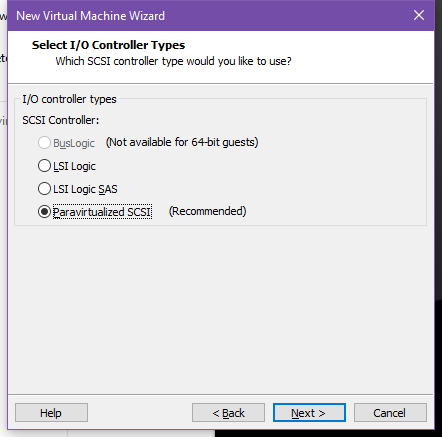 New Virtual Machine Wizard
Select I/O Controller Types
Which SCSI controller type would you like to use?
I/O controller types
SCSI Controller:
BusLogic (Not available for 64-bit guests)
LSI Logic
LSI Logic SAS
Paravirtualized SCSI (Recommended)
Help < Back Next > Cancel